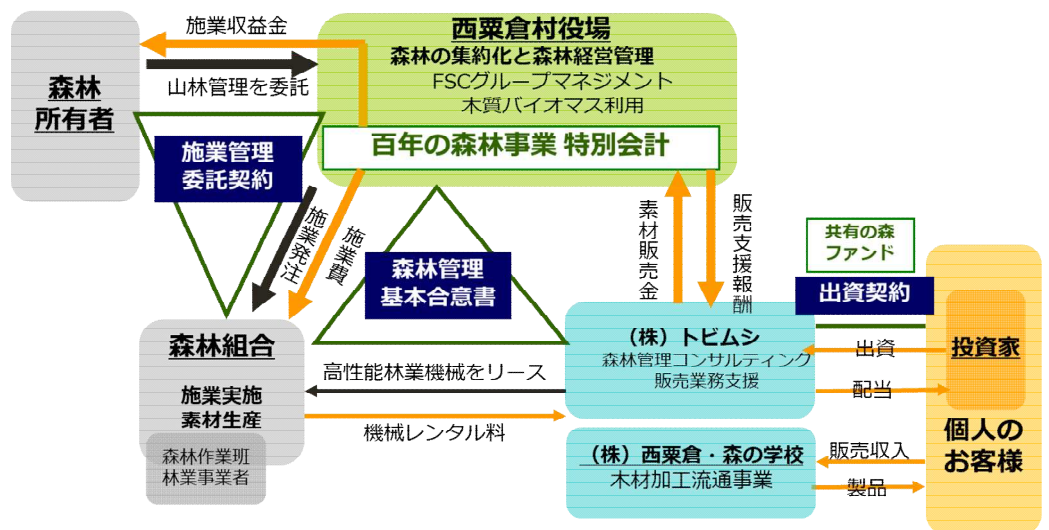 施業収益金
山林管理を委託
森林
所有者
西粟倉村役場
森林の集約化と森林経営管理
FSCグループマネジメント
木質バイオマス利用
百年の森林事業 特別会計
施業管理
委託契約
施業発注
施業費
森林管理
基本合意書
素材販売金
販売支援報酬
共有の森
ファンド
出資契約
森林組合
施業実施
素材生産
森林作業班
林業事業者
高性能林業機械をリース
機械レンタル料
（株）トビムシ
森林管理コンサルティング
販売業務支援
出資
配当
投資家
個人の
お客様
（株）西粟倉・森の学校
木材加工流通事業
販売収入
製品